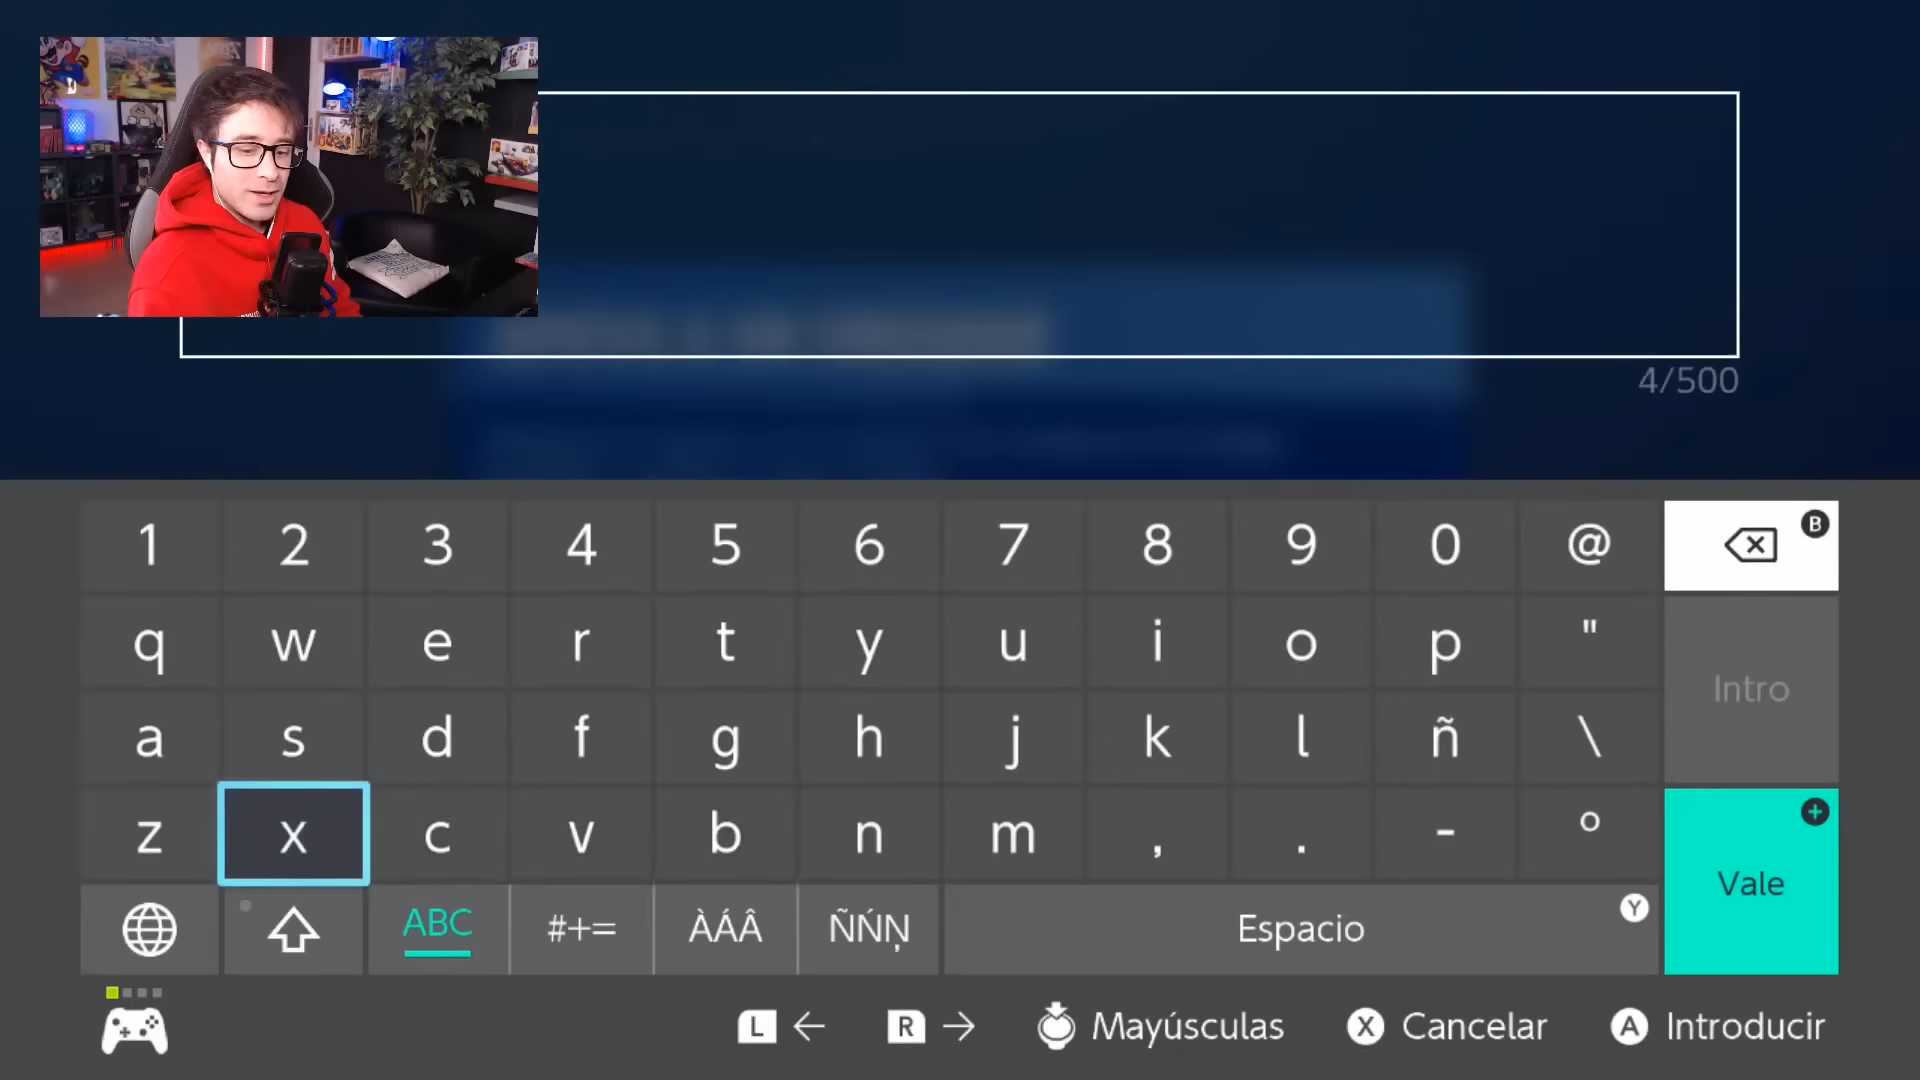 4/500
1 2 3 4 5 6 7 8 9 0 @ B
q w e r t y u i o p "
Intro
a s d f g h j k l ñ \
z x c v b n m , . - º +
Vale
ABC #+= ÀÁÂ ÑŃŅ Espacio Y
L ← R → Mayúsculas X Cancelar A Introducir